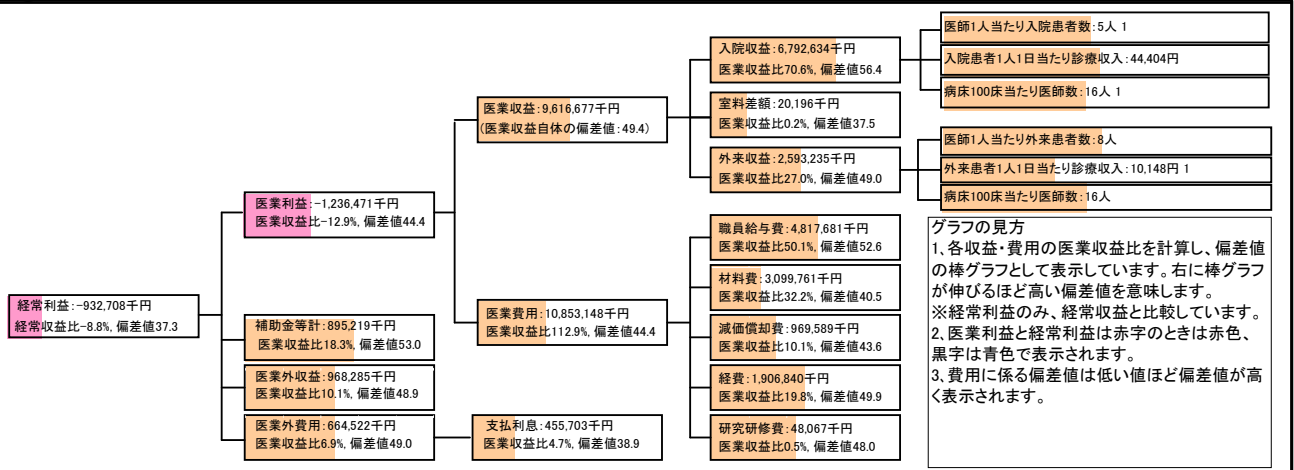 経常利益:-932,708千円
経常収益比-8.8%, 偏差値37.3
医業利益:-1,236,471千円
医業収益比-12.9%, 偏差値44.4
補助金等計:895,219千円
医業収益比18.3%, 偏差値53.0
医業外収益:968,285千円
医業収益比10.1%, 偏差値48.9
医業外費用:664,522千円
医業収益比6.9%, 偏差値49.0
支払利息:455,703千円
医業収益比4.7%, 偏差値38.9
医業収益:9,616,677千円
(医業収益自体の偏差値:49.4)
医業費用:10,853,148千円
医業収益比112.9%, 偏差値44.4
入院収益:6,792,634千円
医業収益比70.6%, 偏差値56.4
室料差額:20,196千円
医業収益比0.2%, 偏差値37.5
外来収益:2,593,235千円
医業収益比27.0%, 偏差値49.0
職員給与費:4,817,681千円
医業収益比50.1%, 偏差値52.6
材料費:3,099,761千円
医業収益比32.2%, 偏差値40.5
減価償却費:969,589千円
医業収益比10.1%, 偏差値43.6
経費:1,906,840千円
医業収益比19.8%, 偏差値49.9
研究研修費:48,067千円
医業収益比0.5%, 偏差値48.0
医師1人当たり入院患者数:5人 1
入院患者1人1日当たり診療収入:44,404円
病床100床当たり医師数:16人 1
医師1人当たり外来患者数:8人
外来患者1人1日当たり診療収入:10,148円 1
病床100床当たり医師数:16人
グラフの見方
1、各収益・費用の医業収益比を計算し、偏差値
の棒グラフとして表示しています。右に棒グラフ
が伸びるほど高い偏差値を意味します。
※経常利益のみ、経常収益と比較しています。
2、医業利益と経常利益は赤字のときは赤色、
黒字は青色で表示されます。
3、費用に係る偏差値は低い値ほど偏差値が高
く表示されます。